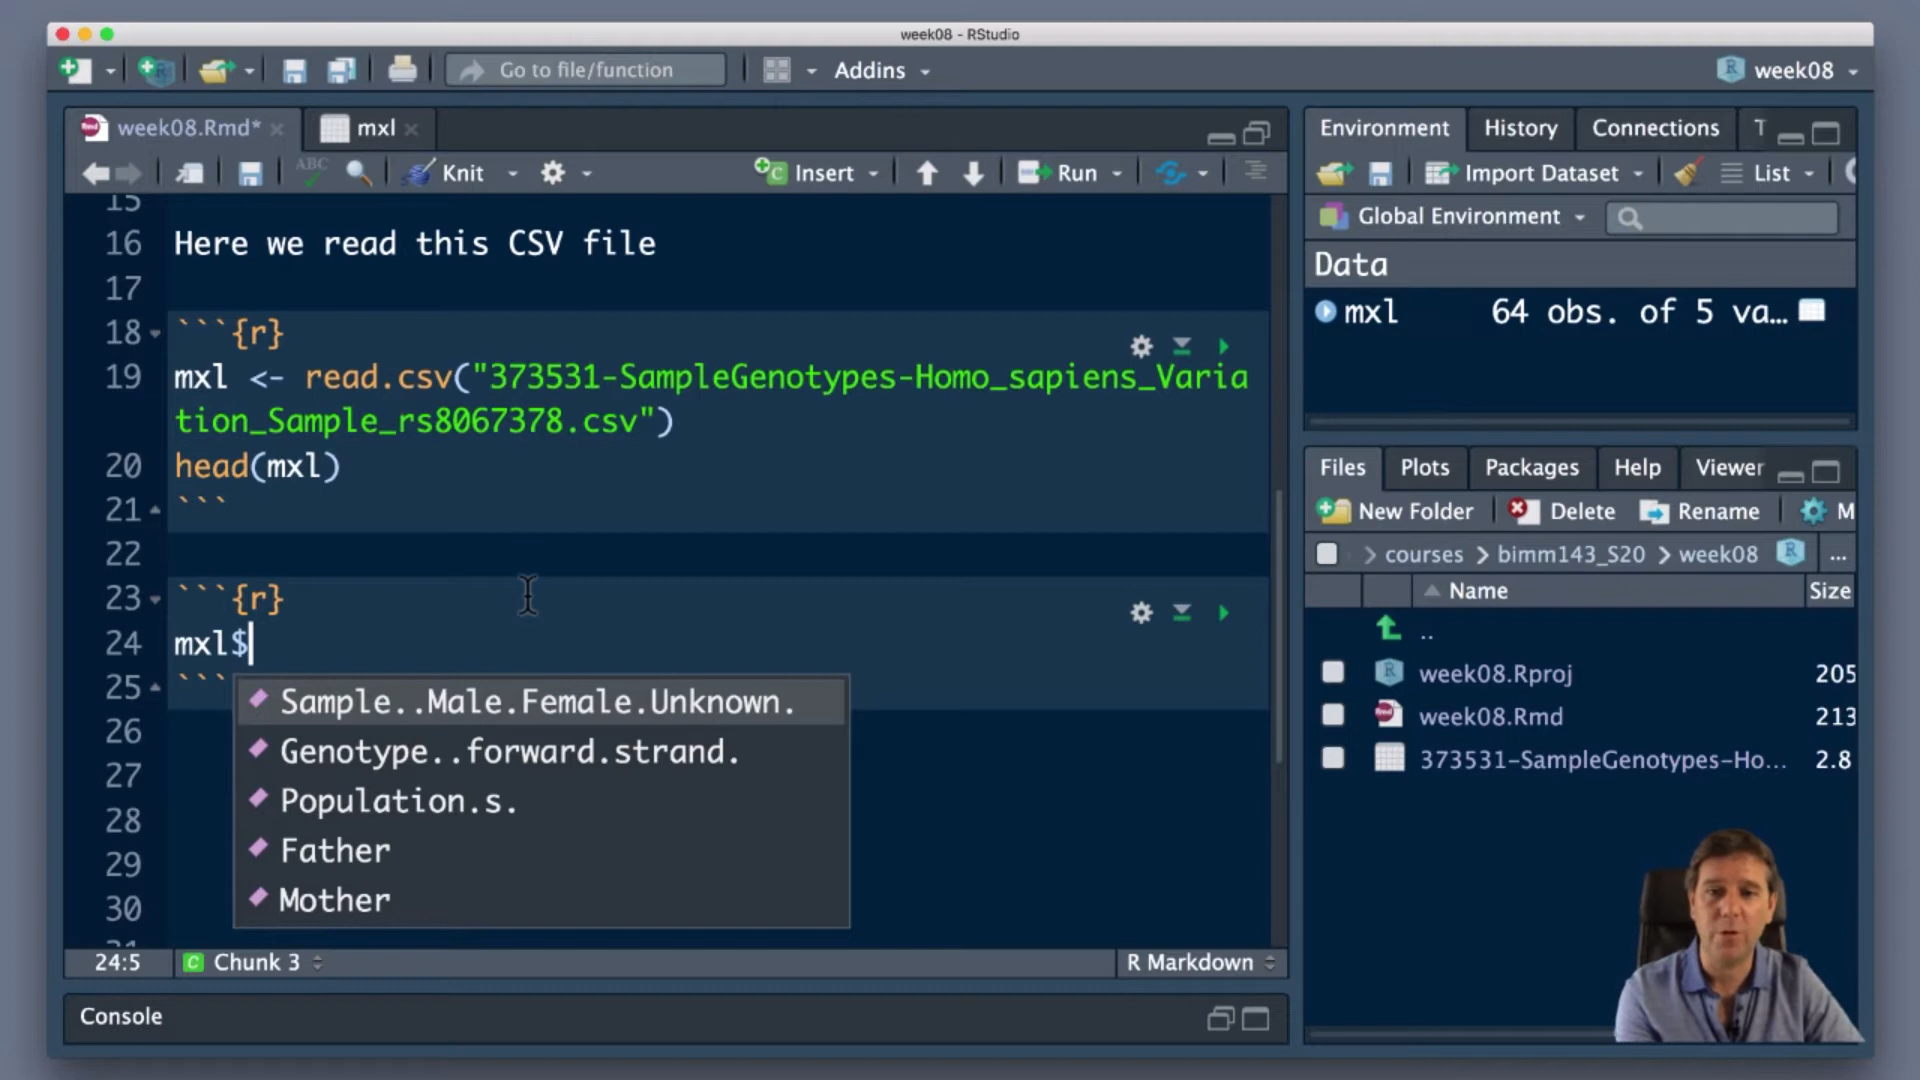 week08 - RStudio
Go to file/function
Addins
week08
week08.Rmd*
mxl
ABC
Knit
Insert
Run
15
16 Here we read this CSV file
17
18 ```{r}
19 mxl <- read.csv("373531-SampleGenotypes-Homo_sapiens_Varia
tion_Sample_rs8067378.csv")
20 head(mxl)
21 ```
22
23 ```{r}
24 mxl$
25 ```
Sample..Male.Female.Unknown.
26 Genotype..forward.strand.
27 Population.s.
28
29 Father
30 Mother
24:5 Chunk 3 R Markdown
Console
Environment History Connections T
Import Dataset List
Global Environment
Data
mxl 64 obs. of 5 va…
Files Plots Packages Help Viewer
New Folder Delete Rename M
courses bimm143_S20 week08 ...
Name Size
..
week08.Rproj 205
week08.Rmd 213
373531-SampleGenotypes-Ho... 2.8